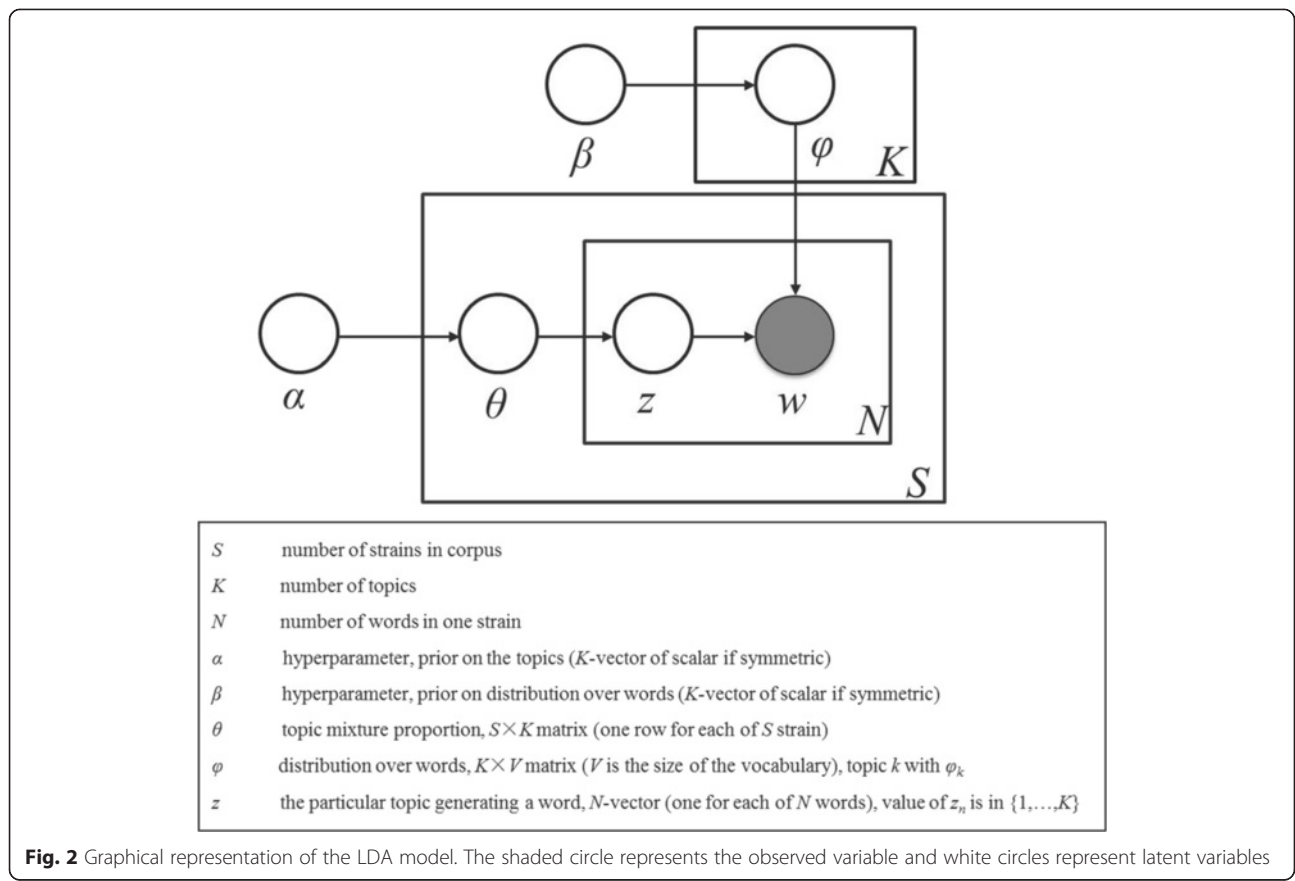 β
φ
K
α
θ
z
w
N
S
S number of strains in corpus
K number of topics
N number of words in one strain
α hyperparameter, prior on the topics (K-vector of scalar if symmetric)
β hyperparameter, prior on distribution over words (K-vector of scalar if symmetric)
θ topic mixture proportion, S×K matrix (one row for each of S strain)
φ distribution over words, K×V matrix (V is the size of the vocabulary), topic k with φₖ
z the particular topic generating a word, N-vector (one for each of N words), value of zₙ is in {1,…,K}
Fig. 2 Graphical representation of the LDA model. The shaded circle represents the observed variable and white circles represent latent variables